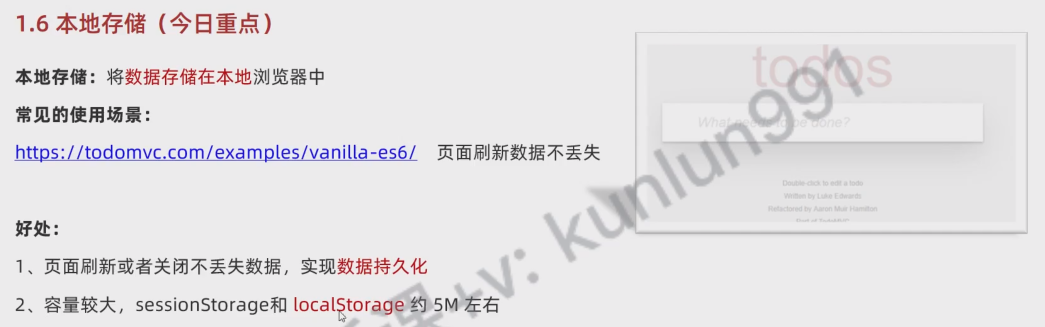 1.6 本地存储（今日重点）
本地存储：将数据存储在本地浏览器中
常见的使用场景：
https://todomvc.com/examples/vanilla-es6/ 页面刷新数据不丢失
好处：
1、页面刷新或者关闭不丢失数据，实现数据持久化
2、容量较大，sessionStorage和 localStorage 约 5M 左右
todos
What needs to be done?
Double-click to edit a todo
Written by Luke Edwards
Refactored by Aaron Muir Hamilton
Part of TodoMVC
课+v: kunlun991